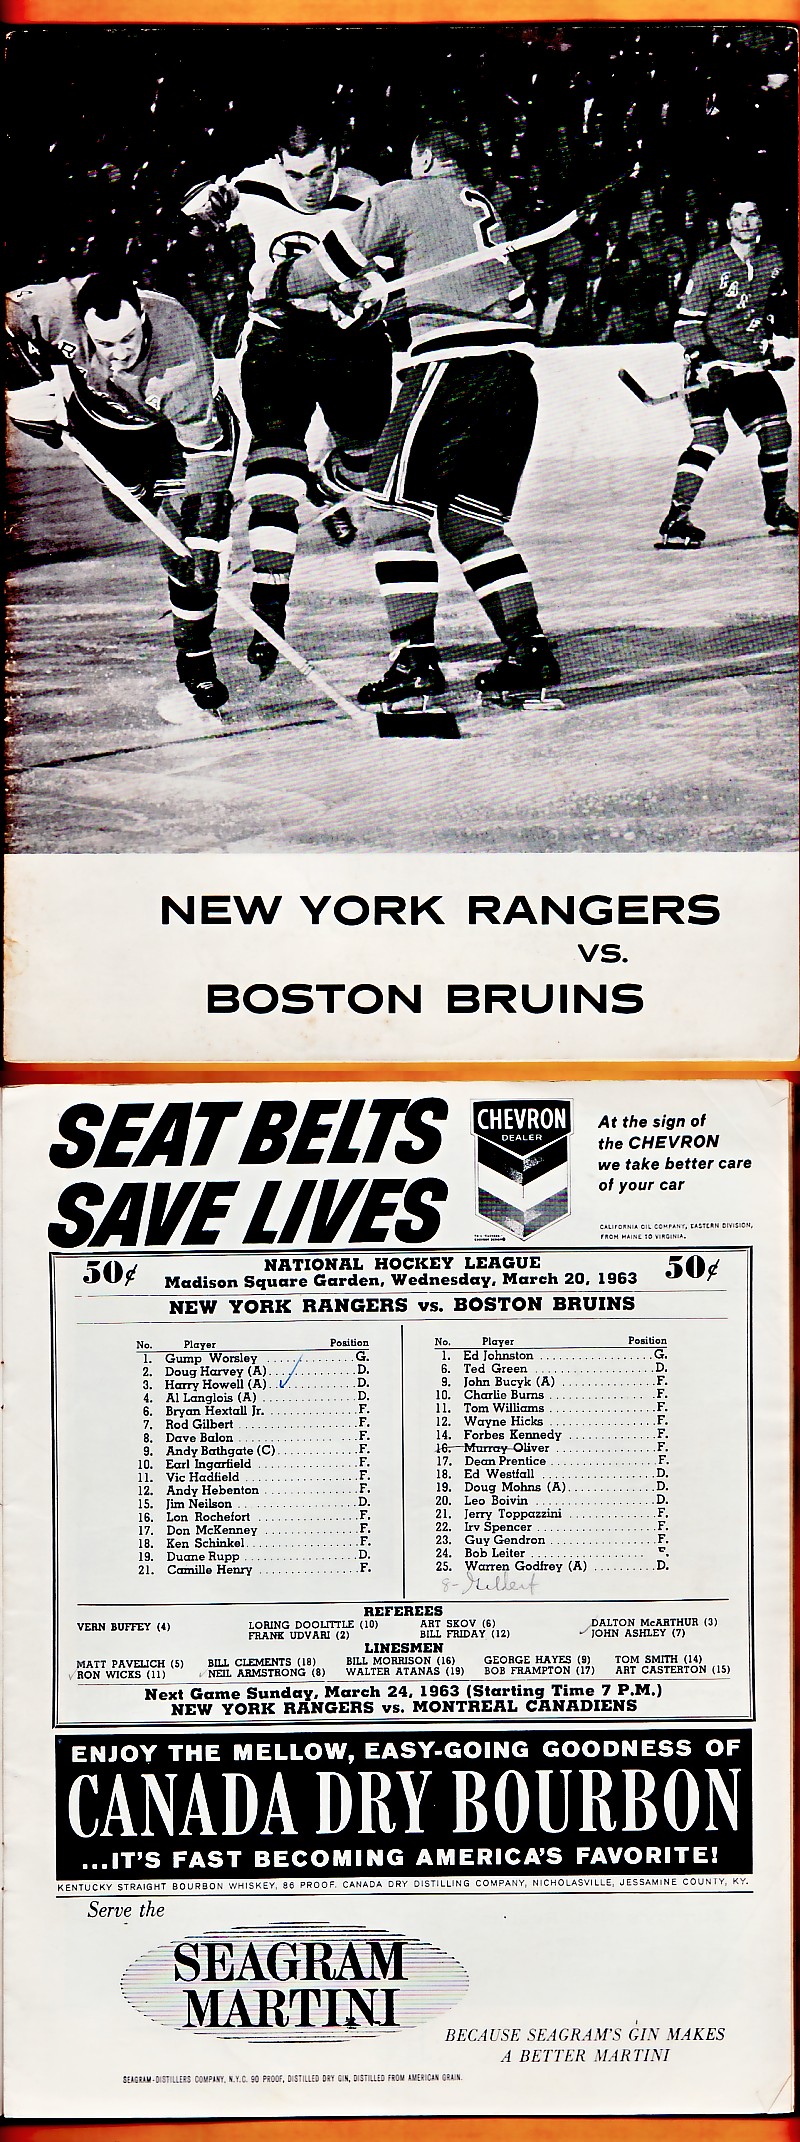 2
NEW YORK RANGERS
VS.
BOSTON BRUINS
SEAT BELTS
SAVE LIVES
CHEVRON
DEALER
At the sign of
the CHEVRON
we take better care
of your car
CALIFORNIA OIL COMPANY, EASTERN DIVISION,
FROM MAINE TO VIRGINIA.
50¢ NATIONAL HOCKEY LEAGUE 50¢
Madison Square Garden, Wednesday, March 20, 1963
NEW YORK RANGERS vs. BOSTON BRUINS
No. Player Position
1. Gump Worsley ..........G.
2. Doug Harvey (A)..........D.
3. Harry Howell (A)..........D.
4. Al Langlois (A) ..........D.
6. Bryan Hextall Jr. ..........F.
7. Rod Gilbert ..........F.
8. Dave Balon ..........F.
9. Andy Bathgate (C)..........F.
10. Earl Ingarfield ..........F.
11. Vic Hadfield ..........F.
12. Andy Hebenton ..........F.
15. Jim Neilson ..........D.
16. Lon Rochefort ..........F.
17. Don McKenney ..........F.
18. Ken Schinkel ..........F.
19. Duane Rupp ..........D.
21. Camille Henry ..........F.
No. Player Position
1. Ed Johnston ..........G.
6. Ted Green ..........D.
9. John Bucyk (A) ..........F.
10. Charlie Burns ..........F.
11. Tom Williams ..........F.
12. Wayne Hicks ..........F.
14. Forbes Kennedy ..........F.
16. Murray Oliver ..........F.
17. Dean Prentice ..........F.
18. Ed Westfall ..........D.
19. Doug Mohns (A)..........D.
20. Leo Boivin ..........D.
21. Jerry Toppazzini ..........F.
22. Irv Spencer ..........F.
23. Guy Gendron ..........F.
24. Bob Leiter ..........F.
25. Warren Godfrey (A) ..........D.
8-
REFEREES
VERN BUFFEY (4) LORING DOOLITTLE (10) ART SKOV (6) DALTON McARTHUR (3)
FRANK UDVARI (2) BILL FRIDAY (12) JOHN ASHLEY (7)
LINESMEN
MATT PAVELICH (5) BILL CLEMENTS (18) BILL MORRISON (16) GEORGE HAYES (9) TOM SMITH (14)
RON WICKS (11) NEIL ARMSTRONG (8) WALTER ATANAS (19) BOB FRAMPTON (17) ART CASTERTON (15)
Next Game Sunday, March 24, 1963 (Starting Time 7 P.M.)
NEW YORK RANGERS vs. MONTREAL CANADIENS
ENJOY THE MELLOW, EASY-GOING GOODNESS OF
CANADA DRY BOURBON
...IT'S FAST BECOMING AMERICA'S FAVORITE!
KENTUCKY STRAIGHT BOURBON WHISKEY, 86 PROOF. CANADA DRY DISTILLING COMPANY, NICHOLASVILLE, JESSAMINE COUNTY, KY.
Serve the
SEAGRAM
MARTINI
BECAUSE SEAGRAM'S GIN MAKES
A BETTER MARTINI
SEAGRAM-DISTILLERS COMPANY, N.Y.C. 90 PROOF, DISTILLED DRY GIN, DISTILLED FROM AMERICAN GRAIN.